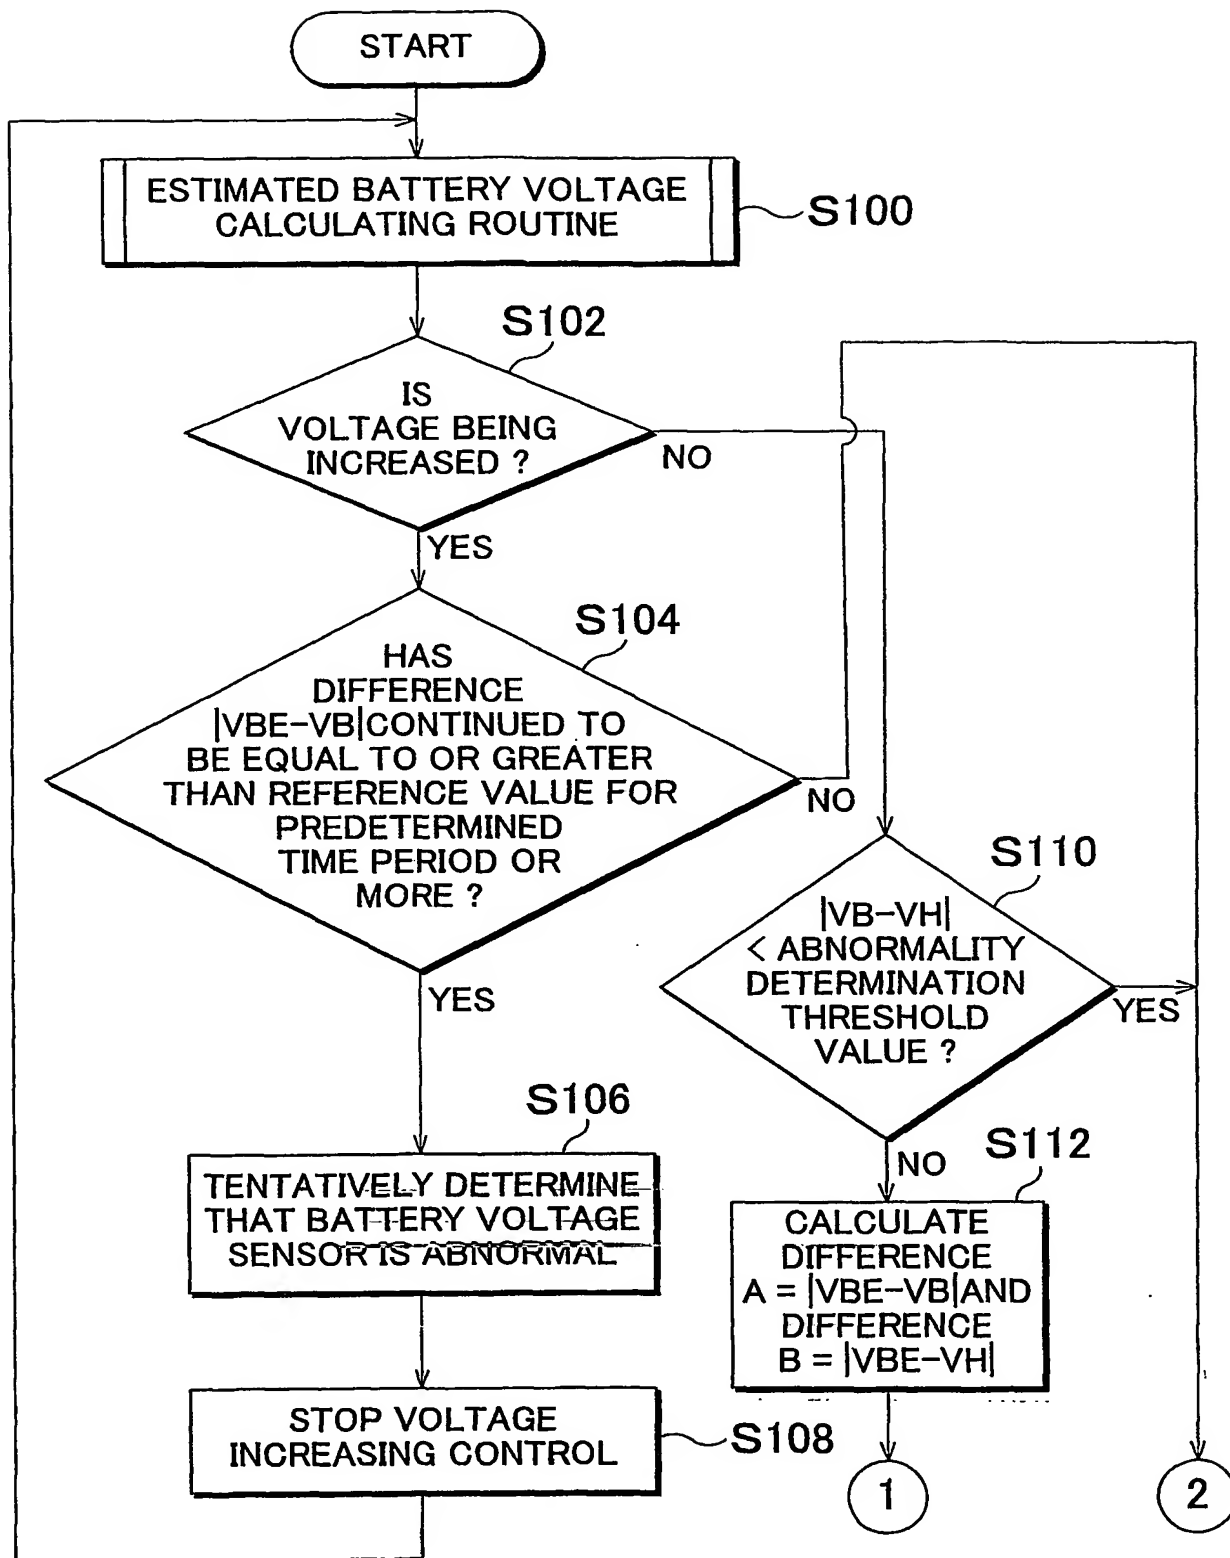 START
ESTIMATED BATTERY VOLTAGE
CALCULATING ROUTINE
S100
S102
IS
VOLTAGE BEING
INCREASED ?
NO
YES
S104
HAS
DIFFERENCE
|VBE-VB|CONTINUED TO
BE EQUAL TO OR GREATER
THAN REFERENCE VALUE FOR
PREDETERMINED
TIME PERIOD OR
MORE ?
NO
YES
S106
TENTATIVELY DETERMINE
THAT BATTERY VOLTAGE
SENSOR IS ABNORMAL
STOP VOLTAGE
INCREASING CONTROL
S108
S110
|VB-VH|
< ABNORMALITY
DETERMINATION
THRESHOLD
VALUE ?
YES
NO
S112
CALCULATE
DIFFERENCE
A = |VBE-VB|AND
DIFFERENCE
B = |VBE-VH|
1
2